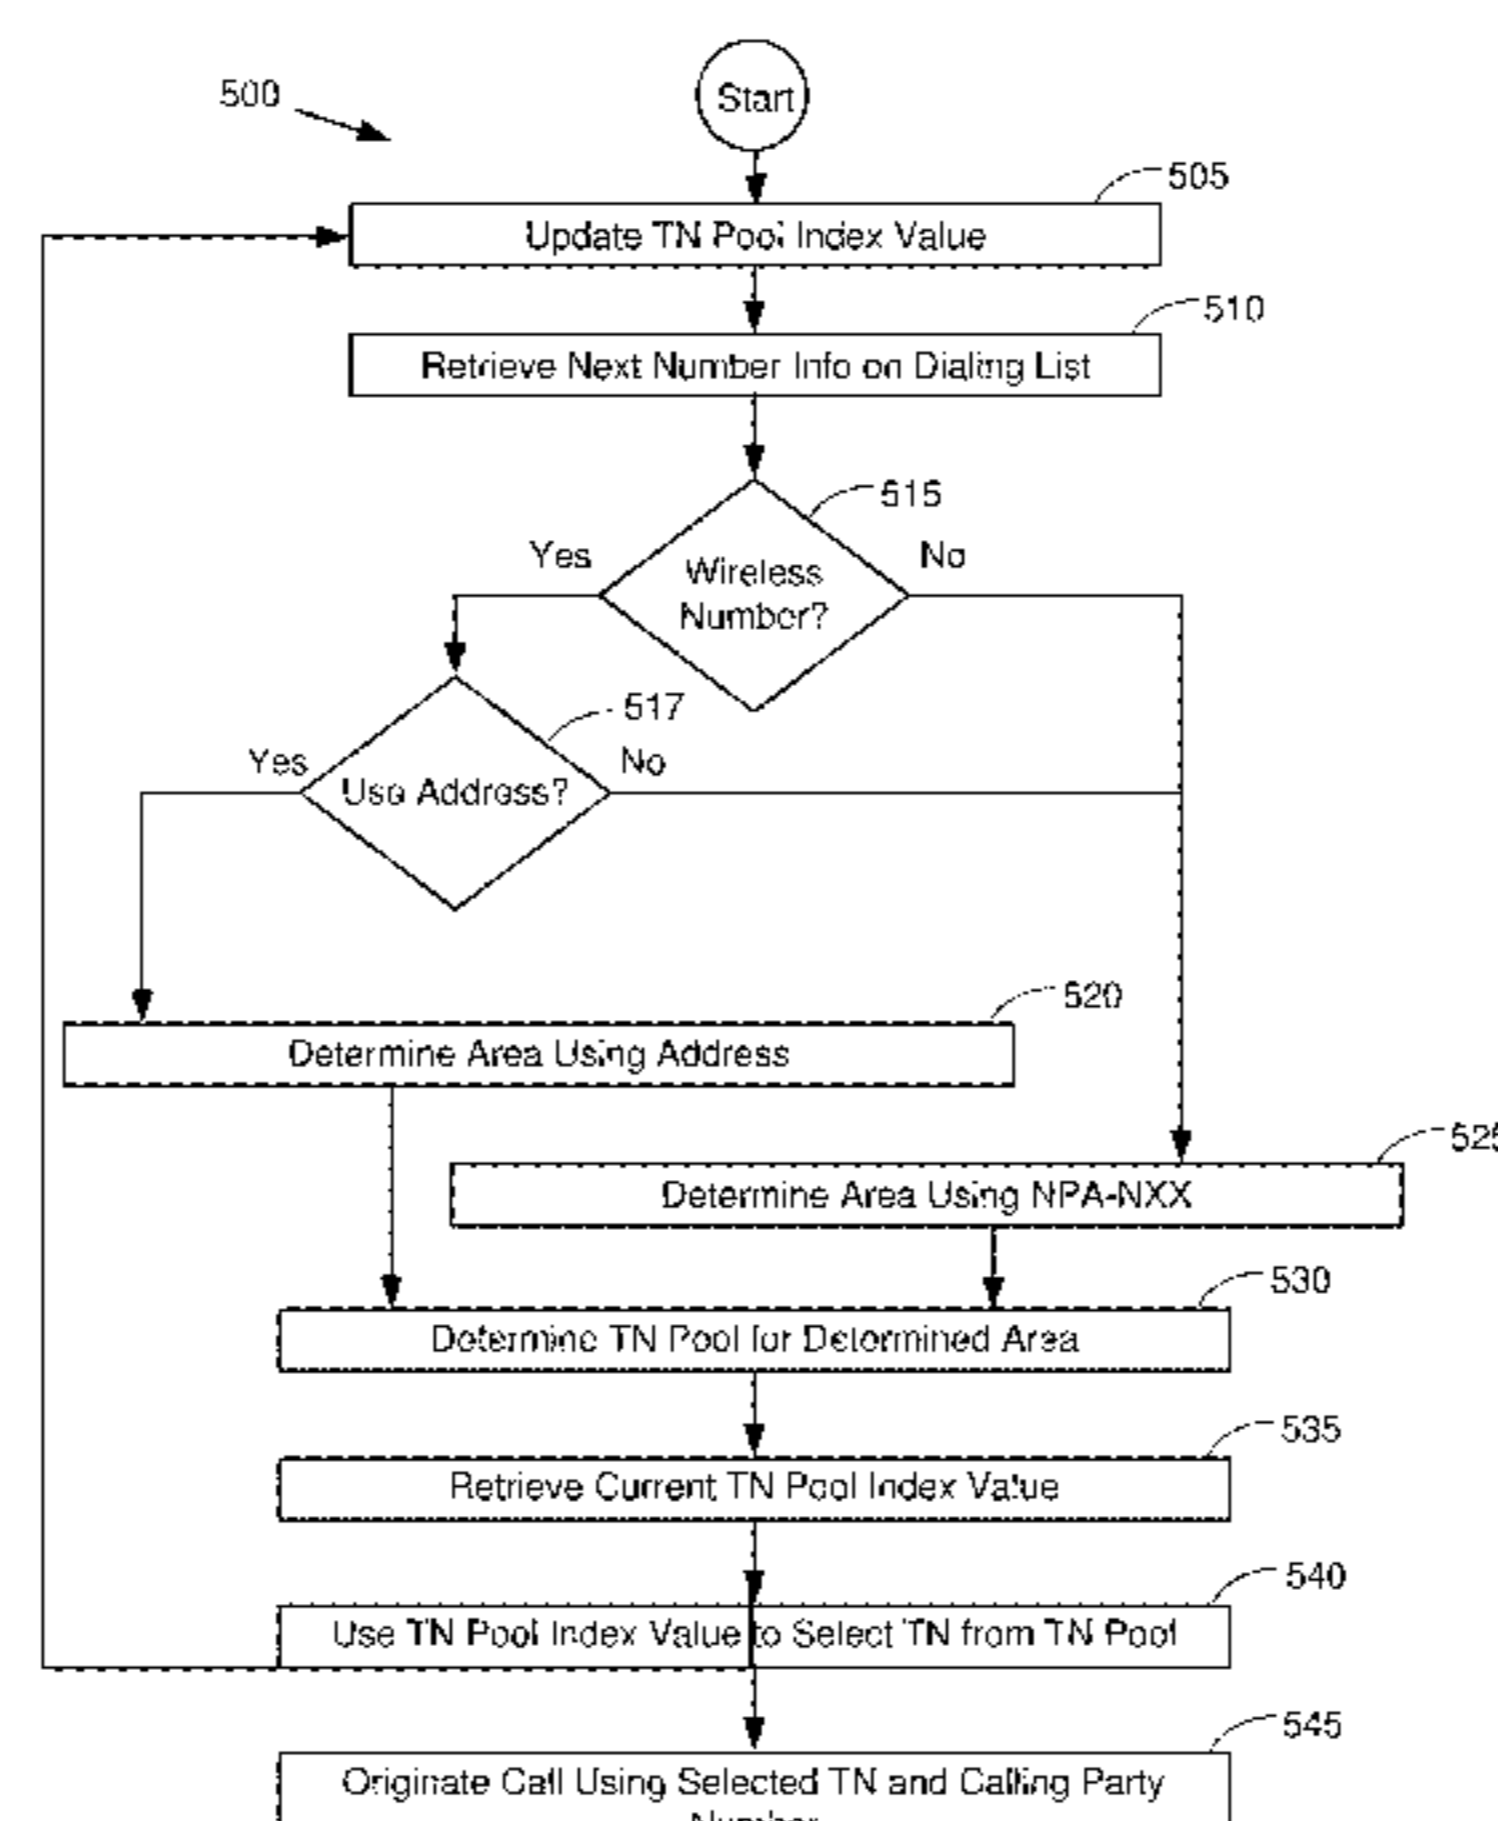 500
Start
505
Update TN Pool Index Value
510
Retrieve Next Number Info on Dialing List
515
Yes
No
Wireless
Number?
517
Yes
No
Use Address?
520
Determine Area Using Address
525
Determine Area Using NPA-NXX
530
Determine TN Pool for Determined Area
535
Retrieve Current TN Pool Index Value
540
Use TN Pool Index Value to Select TN from TN Pool
545
Originate Call Using Selected TN and Calling Party
Number